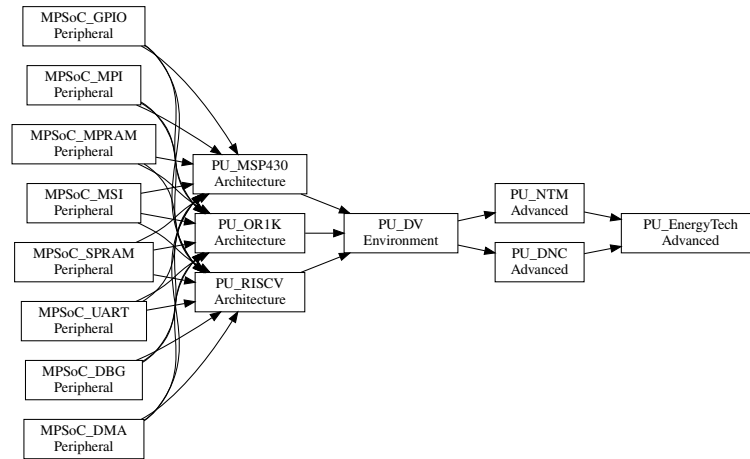 MPSoC_GPIO
Peripheral
MPSoC_MPI
Peripheral
MPSoC_MPRAM
Peripheral
MPSoC_MSI
Peripheral
MPSoC_SPRAM
Peripheral
MPSoC_UART
Peripheral
MPSoC_DBG
Peripheral
MPSoC_DMA
Peripheral
PU_MSP430
Architecture
PU_OR1K
Architecture
PU_RISCV
Architecture
PU_DV
Environment
PU_NTM
Advanced
PU_DNC
Advanced
PU_EnergyTech
Advanced